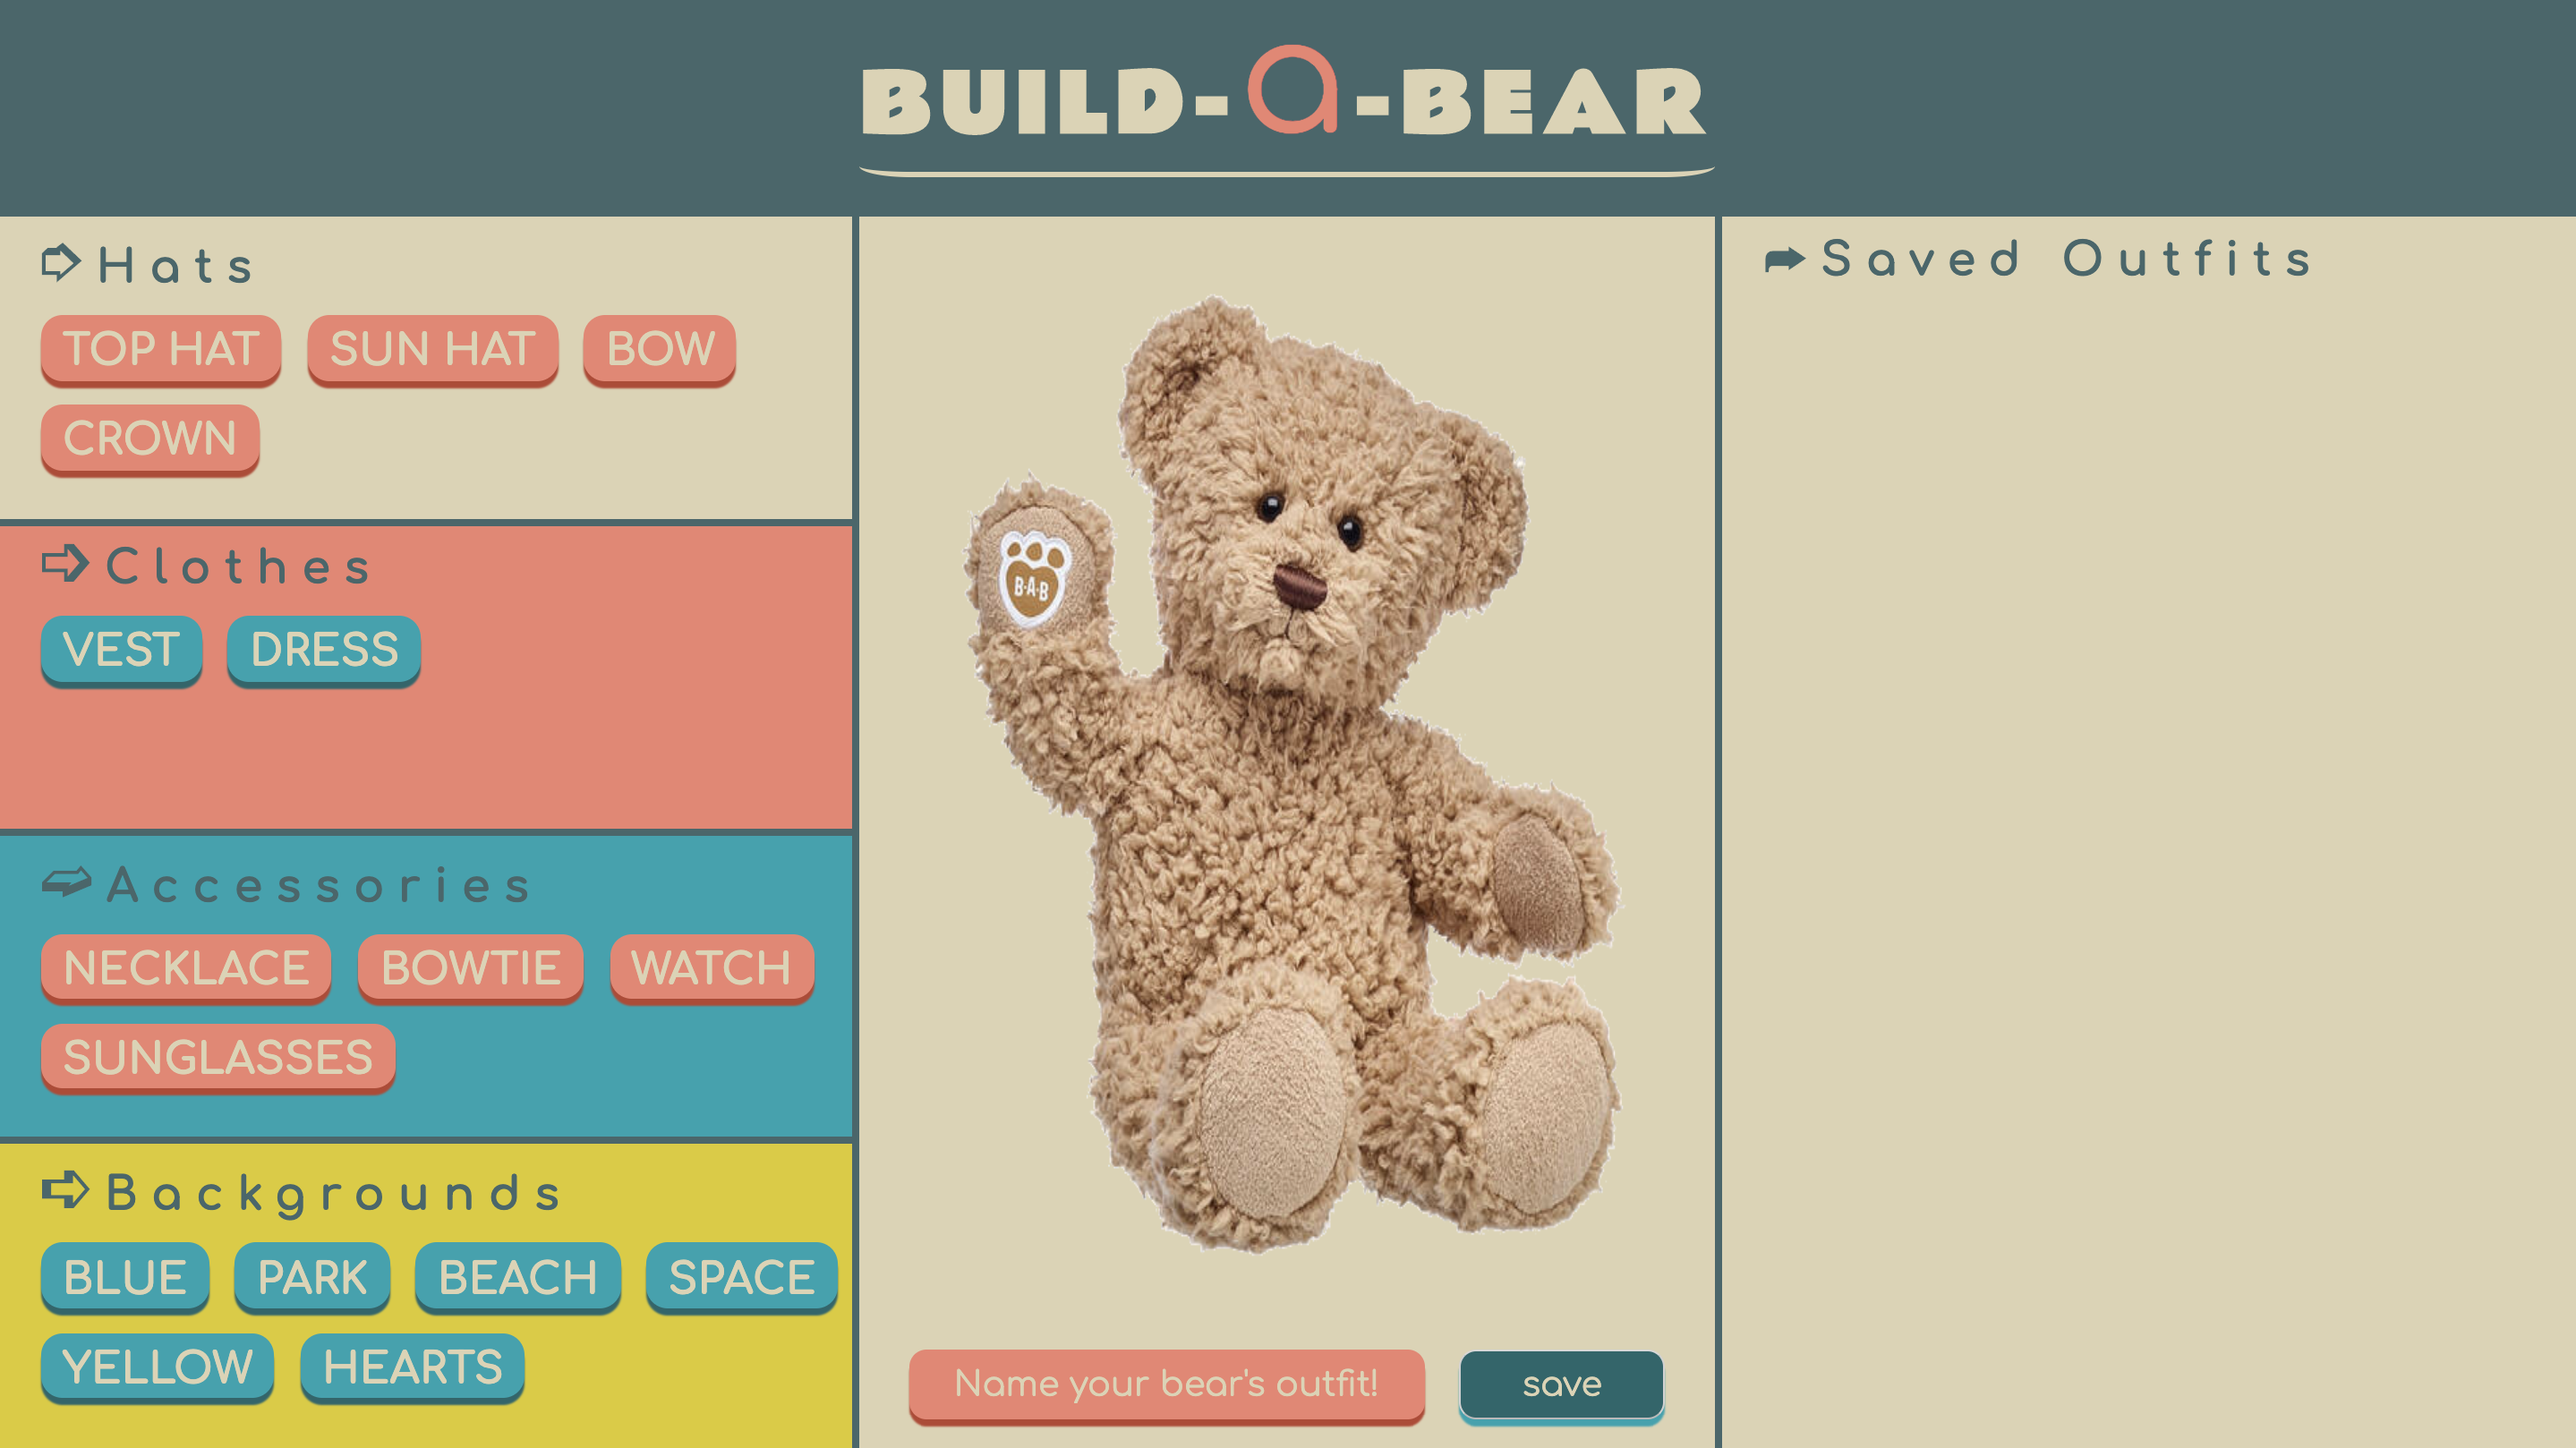 BUILD-a-BEAR
Hats
TOP HAT SUN HAT BOW
CROWN
Clothes
VEST DRESS
Accessories
NECKLACE BOWTIE WATCH
SUNGLASSES
Backgrounds
BLUE PARK BEACH SPACE
YELLOW HEARTS
B·A·B
Name your bear's outfit! save
Saved Outfits